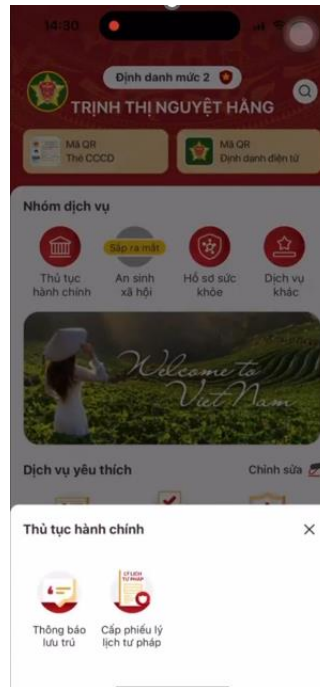 14:30
Định danh mức 2
TRỊNH THỊ NGUYỆT HẰNG
Mã QR
Thẻ CCCD
Mã QR
Định danh điện tử
Nhóm dịch vụ
Sắp ra mắt
Thủ tục
hành chính
An sinh
xã hội
Hồ sơ sức
khỏe
Dịch vụ
khác
Welcome to
Viet Nam
Dịch vụ yêu thích
Chỉnh sửa
Thủ tục hành chính
LÝ LỊCH
TƯ PHÁP
Thông báo
lưu trú
Cấp phiếu lý
lịch tư pháp